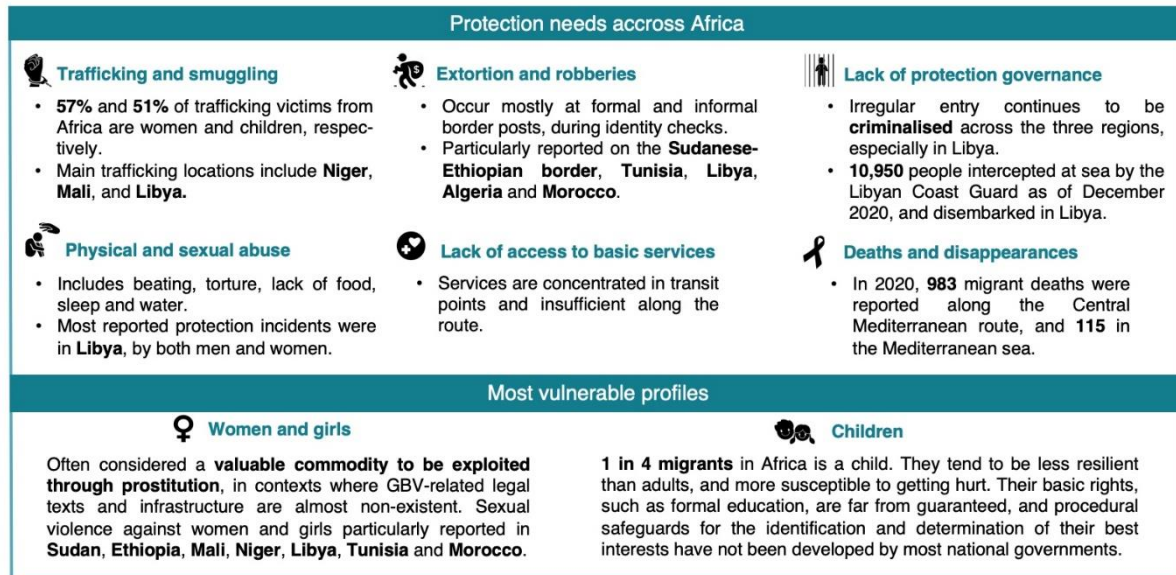 Protection needs accross Africa
Trafficking and smuggling
• 57% and 51% of trafficking victims from
Africa are women and children, respec-
tively.
• Main trafficking locations include Niger,
Mali, and Libya.
Extortion and robberies
• Occur mostly at formal and informal
border posts, during identity checks.
• Particularly reported on the Sudanese-
Ethiopian border, Tunisia, Libya,
Algeria and Morocco.
Lack of protection governance
• Irregular entry continues to be
criminalised across the three regions,
especially in Libya.
• 10,950 people intercepted at sea by the
Libyan Coast Guard as of December
2020, and disembarked in Libya.
Physical and sexual abuse
• Includes beating, torture, lack of food,
sleep and water.
• Most reported protection incidents were
in Libya, by both men and women.
Lack of access to basic services
• Services are concentrated in transit
points and insufficient along the
route.
Deaths and disappearances
• In 2020, 983 migrant deaths were
reported along the Central
Mediterranean route, and 115 in
the Mediterranean sea.
Most vulnerable profiles
Women and girls
Often considered a valuable commodity to be exploited
through prostitution, in contexts where GBV-related legal
texts and infrastructure are almost non-existent. Sexual
violence against women and girls particularly reported in
Sudan, Ethiopia, Mali, Niger, Libya, Tunisia and Morocco.
Children
1 in 4 migrants in Africa is a child. They tend to be less resilient
than adults, and more susceptible to getting hurt. Their basic rights,
such as formal education, are far from guaranteed, and procedural
safeguards for the identification and determination of their best
interests have not been developed by most national governments.